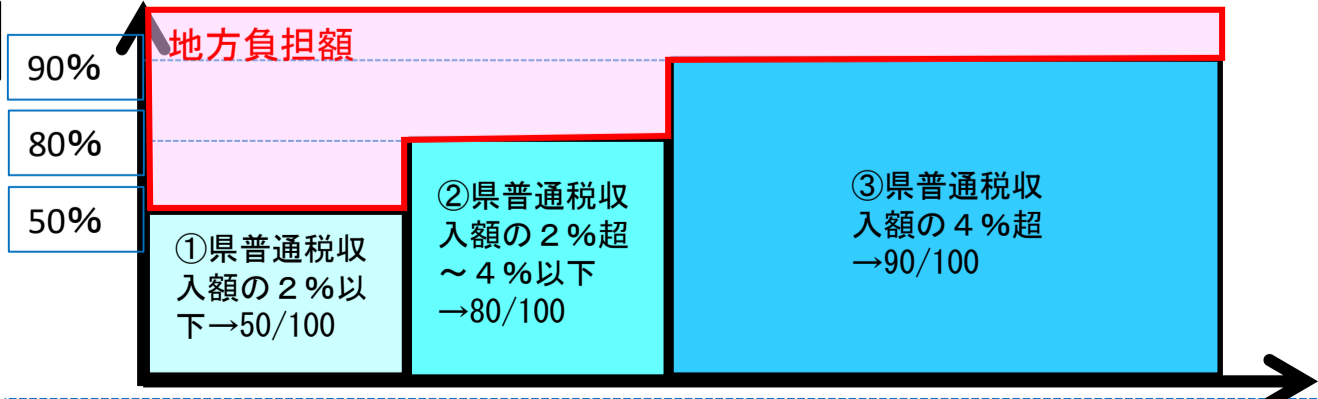 地方負担額
90%
80%
50%
①県普通税収
入額の２%以
下→50/100
②県普通税収
入額の２%超
～４%以下
→80/100
③県普通税収
入額の４%超
→90/100